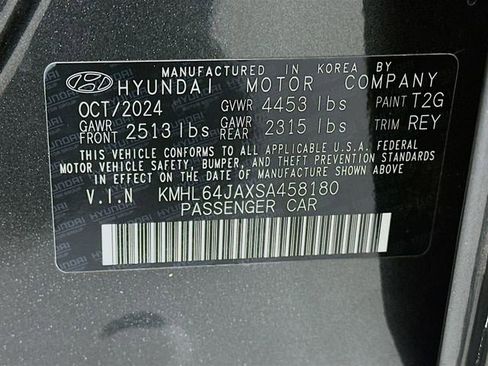 MANUFACTURED IN KOREA BY
HYUNDAI MOTOR COMPANY
OCT/2024 GVWR 4453 lbs PAINT T2G
GAWR FRONT 2513 lbs GAWR REAR 2315 lbs TRIM REY
THIS VEHICLE CONFORMS TO ALL APPLICABLE U.S.A. FEDERAL
MOTOR VEHICLE SAFETY, BUMPER, AND THEFT PREVENTION
STANDARDS IN EFFECT ON THE DATE OF MANUFACTURE SHOWN ABOVE
V.I.N KMHL64JAXSA458180
PASSENGER CAR